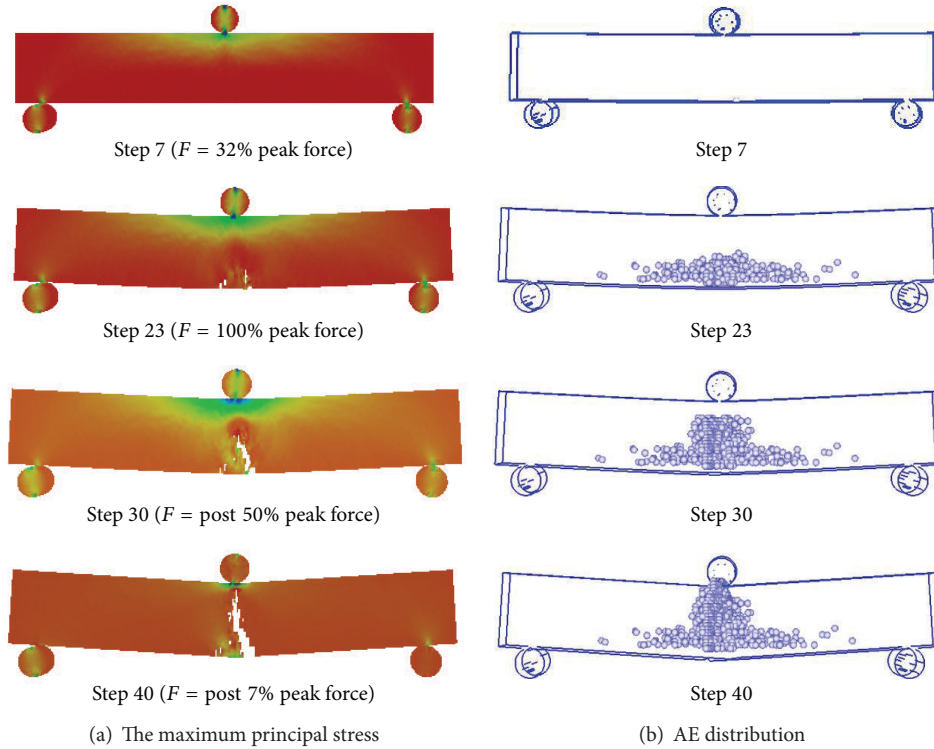 Step 7 (F = 32% peak force)
Step 7
Step 23 (F = 100% peak force)
Step 23
Step 30 (F = post 50% peak force)
Step 30
Step 40 (F = post 7% peak force)
Step 40
(a) The maximum principal stress
(b) AE distribution